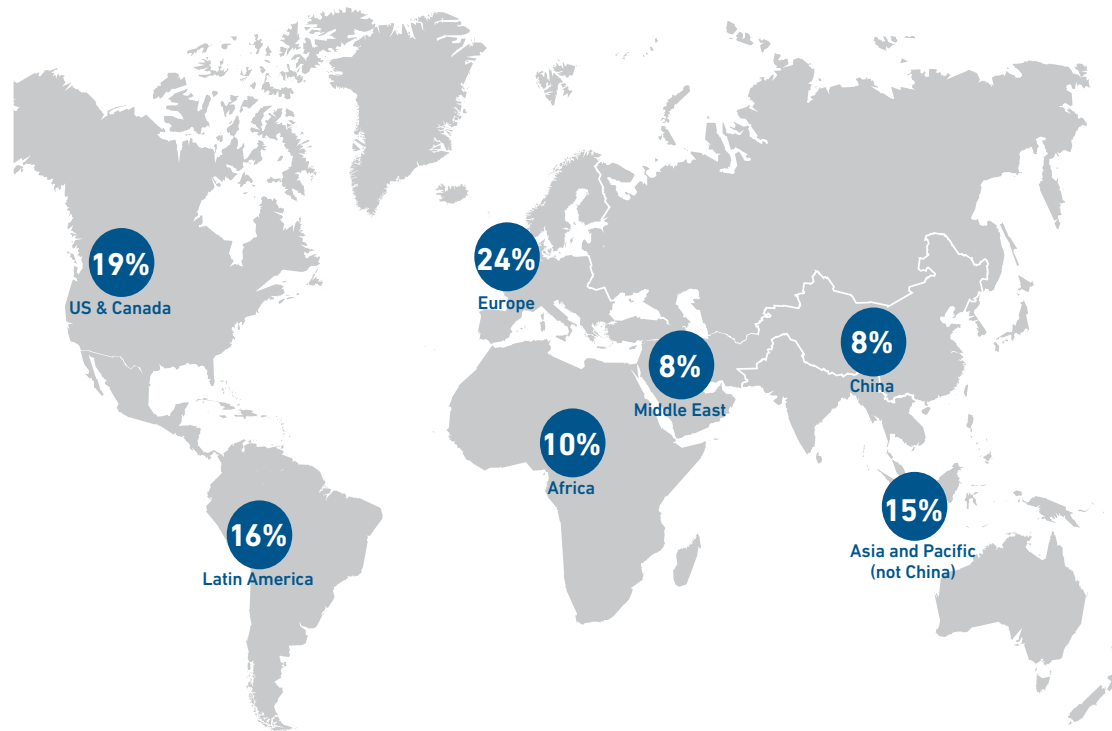 19%
US & Canada
24%
Europe
8%
China
8%
Middle East
10%
Africa
16%
Latin America
15%
Asia and Pacific
(not China)